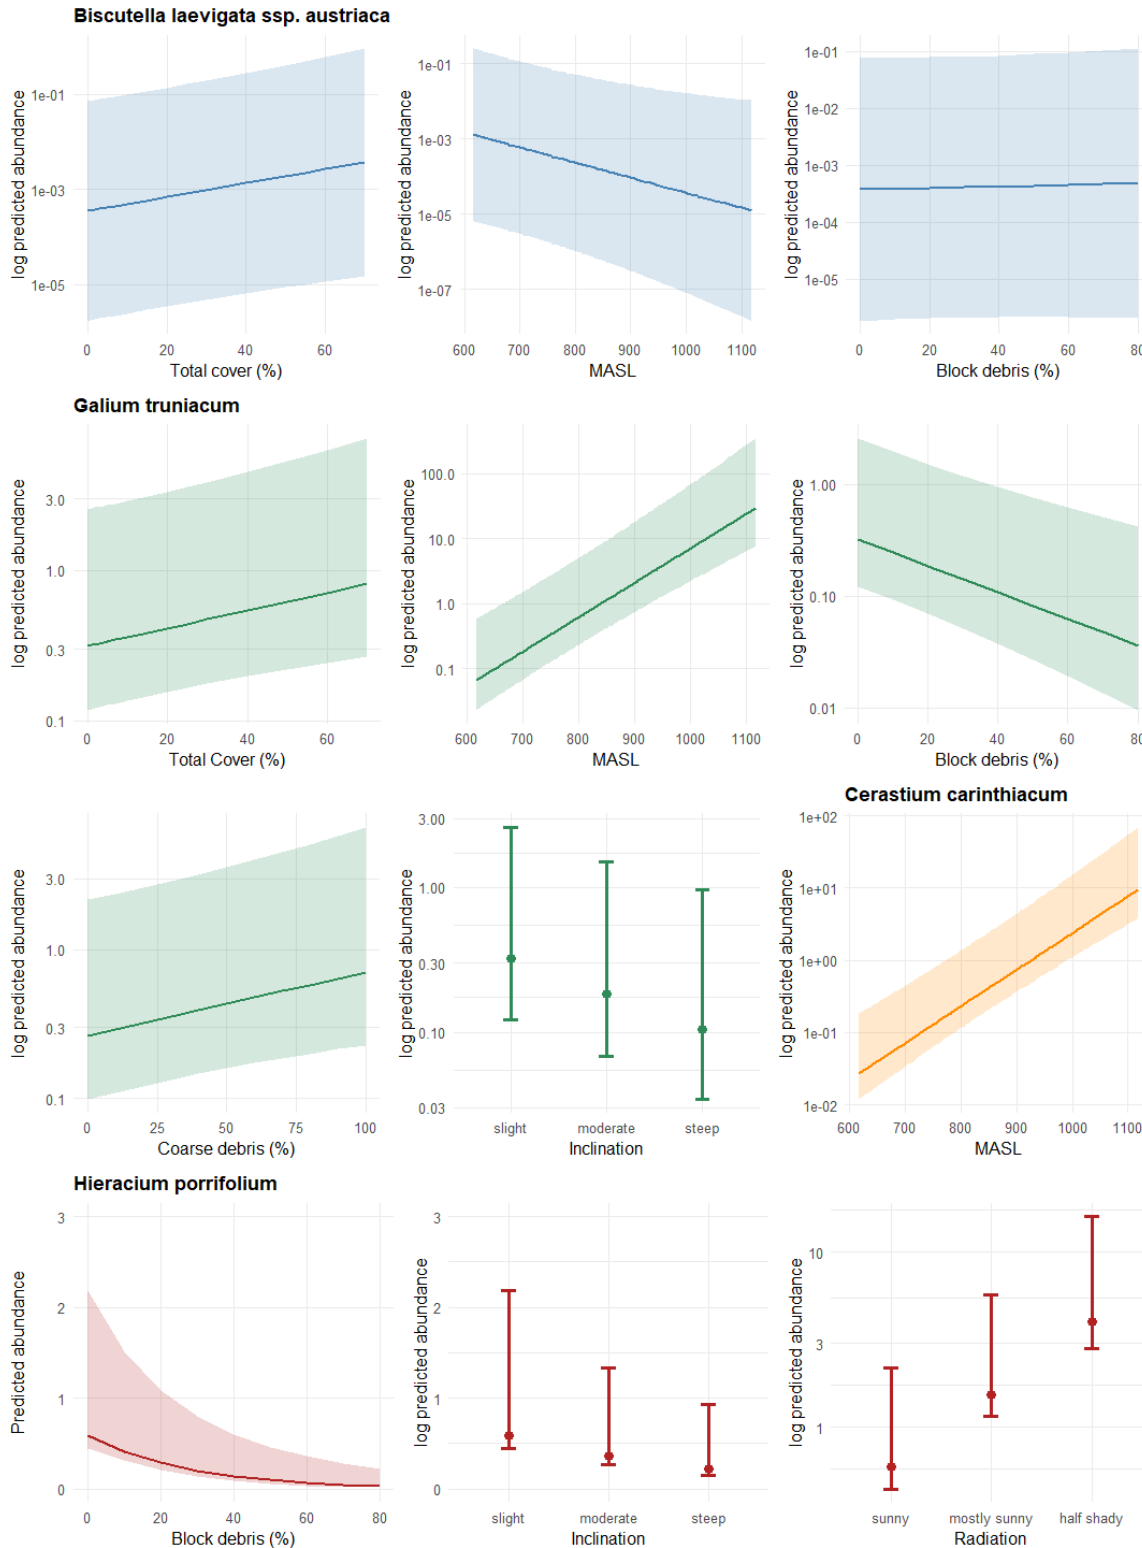 Biscutella laevigata ssp. austriaca
log predicted abundance
1e-01
1e-03
1e-05
0 20 40 60
Total cover (%)
log predicted abundance
1e-01
1e-03
1e-05
1e-07
600 700 800 900 1000 1100
MASL
log predicted abundance
1e-01
1e-02
1e-03
1e-04
1e-05
0 20 40 60 80
Block debris (%)
Galium truniacum
log predicted abundance
3.0
1.0
0.3
0.1
0 20 40 60
Total Cover (%)
log predicted abundance
100.0
10.0
1.0
0.1
600 700 800 900 1000 1100
MASL
log predicted abundance
1.00
0.10
0.01
0 20 40 60 80
Block debris (%)
log predicted abundance
3.0
1.0
0.3
0.1
0 25 50 75 100
Coarse debris (%)
log predicted abundance
3.00
1.00
0.30
0.10
0.03
slight moderate steep
Inclination
Cerastium carinthiacum
log predicted abundance
1e+02
1e+01
1e+00
1e-01
1e-02
600 700 800 900 1000 1100
MASL
Hieracium porrifolium
Predicted abundance
3
2
1
0
0 20 40 60 80
Block debris (%)
log predicted abundance
3
2
1
0
slight moderate steep
Inclination
log predicted abundance
10
3
1
sunny mostly sunny half shady
Radiation